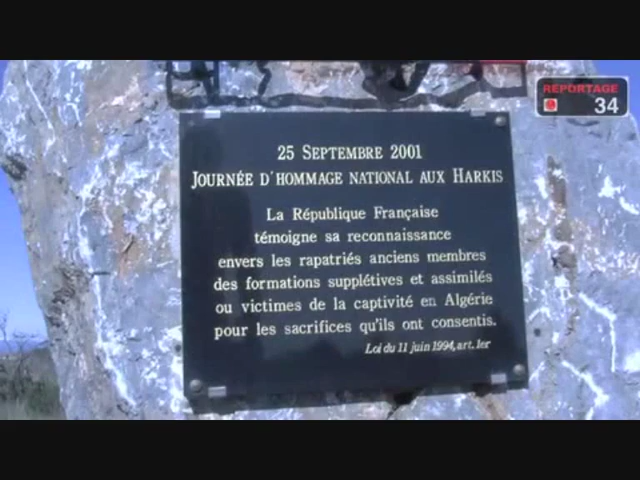 REPORTAGE
34
25 SEPTEMBRE 2001
JOURNÉE D'HOMMAGE NATIONAL AUX HARKIS
La République Française
témoigne sa reconnaissance
envers les rapatriés anciens membres
des formations supplétives et assimilés
ou victimes de la captivité en Algérie
pour les sacrifices qu'ils ont consentis.
Loi du 11 juin 1994, art. 1er